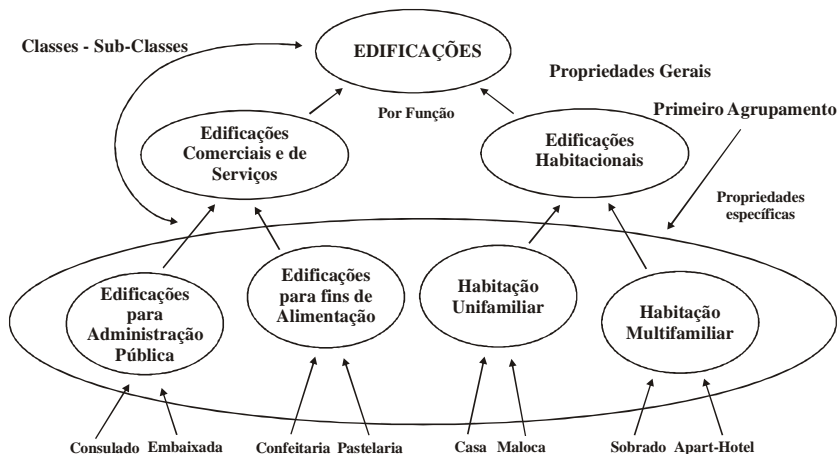 Classes - Sub-Classes
EDIFICAÇÕES
Propriedades Gerais
Por Função
Primeiro Agrupamento
Edificações
Comerciais e de
Serviços
Edificações
Habitacionais
Propriedades
específicas
Edificações
para
Administração
Pública
Edificações
para fins de
Alimentação
Habitação
Unifamiliar
Habitação
Multifamiliar
Consulado Embaixada
Confeitaria Pastelaria
Casa Maloca
Sobrado Apart-Hotel